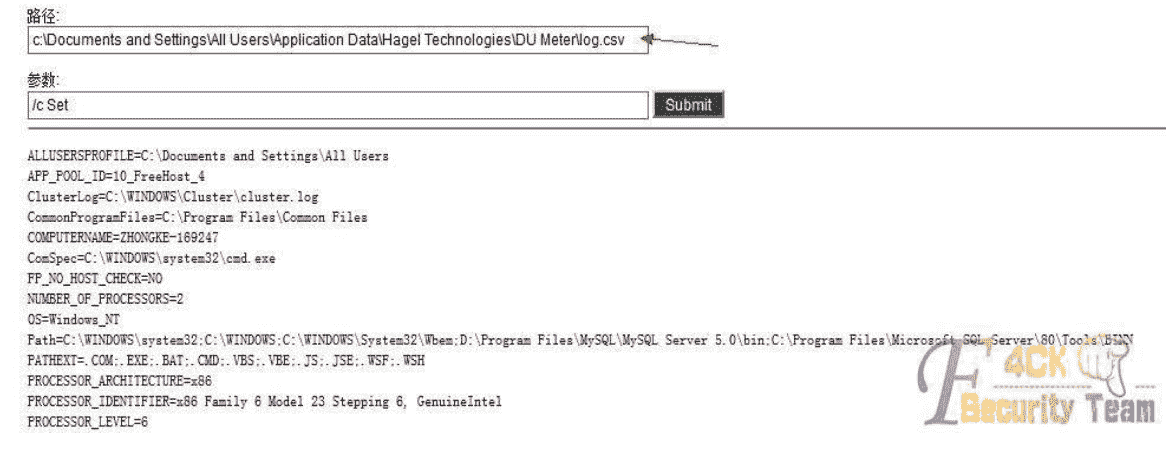 路径:
c:\Documents and Settings\All Users\Application Data\Hagel Technologies\DU Meter\log.csv
参数:
/c Set
Submit
ALLUSERSPROFILE=C:\Documents and Settings\All Users
APP_POOL_ID=10_FreeHost_4
ClusterLog=C:\WINDOWS\Cluster\cluster.log
CommonProgramFiles=C:\Program Files\Common Files
COMPUTERNAME=ZHONGKE-169247
ComSpec=C:\WINDOWS\system32\cmd.exe
FP_NO_HOST_CHECK=NO
NUMBER_OF_PROCESSORS=2
OS=Windows_NT
Path=C:\WINDOWS\system32;C:\WINDOWS;C:\WINDOWS\System32\Wbem;D:\Program Files\MySQL\MySQL Server 5.0\bin;C:\Program Files\Microsoft SQL Server\80\Tools\BINN
PATHEXT=.COM;.EXE;.BAT;.CMD;.VBS;.VBE;.JS;.JSE;.WSF;.WSH
PROCESSOR_ARCHITECTURE=x86
PROCESSOR_IDENTIFIER=x86 Family 6 Model 23 Stepping 6, GenuineIntel
PROCESSOR_LEVEL=6
F4CK
Security Team